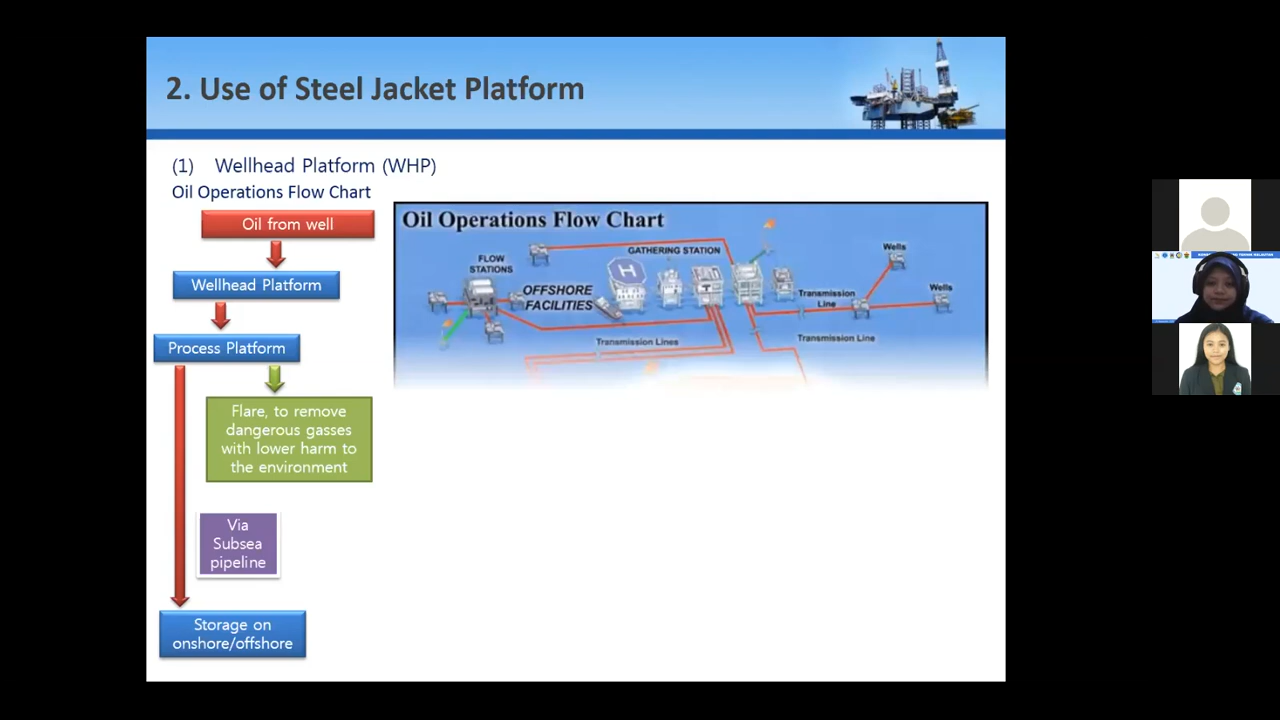 2. Use of Steel Jacket Platform
(1) Wellhead Platform (WHP)
Oil Operations Flow Chart
Oil from well
Wellhead Platform
Process Platform
Flare, to remove
dangerous gasses
with lower harm to
the environment
Via
Subsea
pipeline
Storage on
onshore/offshore
Oil Operations Flow Chart
GATHERING STATION
FLOW
STATIONS
OFFSHORE
FACILITIES
H
Wells
Transmission
Line
Wells
Transmission Lines
Transmission Line